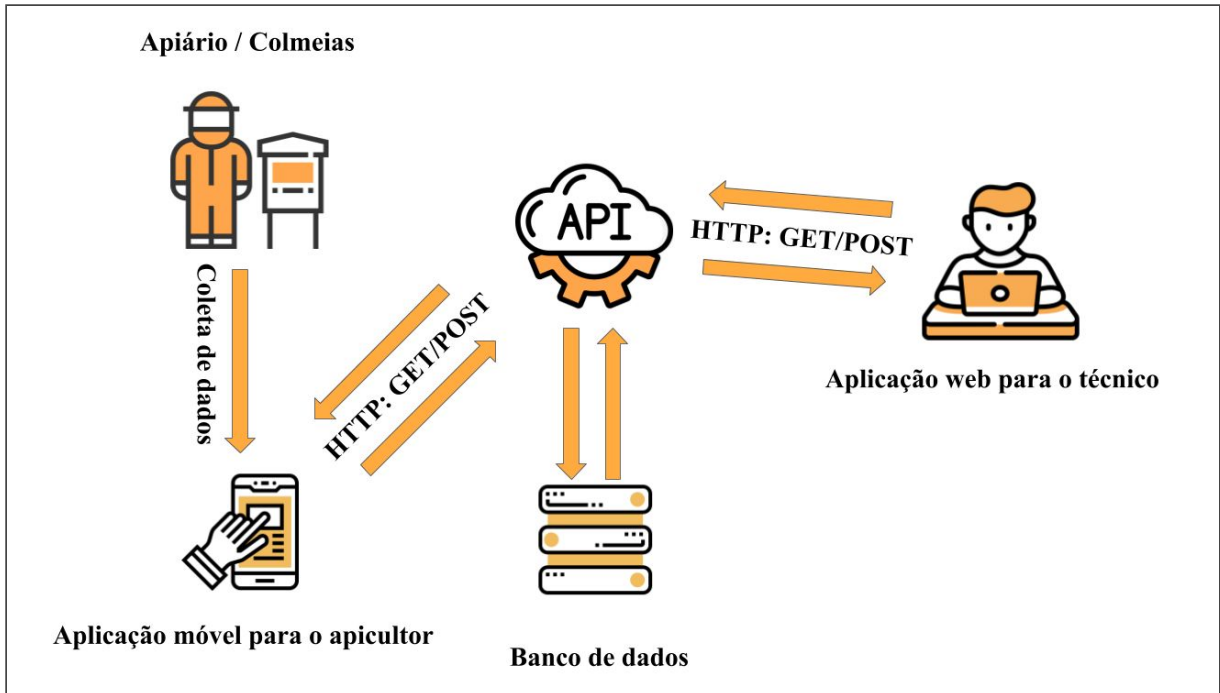 Apiário / Colmeias
API
HTTP: GET/POST
Coleta de dados
HTTP: GET/POST
Aplicação web para o técnico
Aplicação móvel para o apicultor
Banco de dados